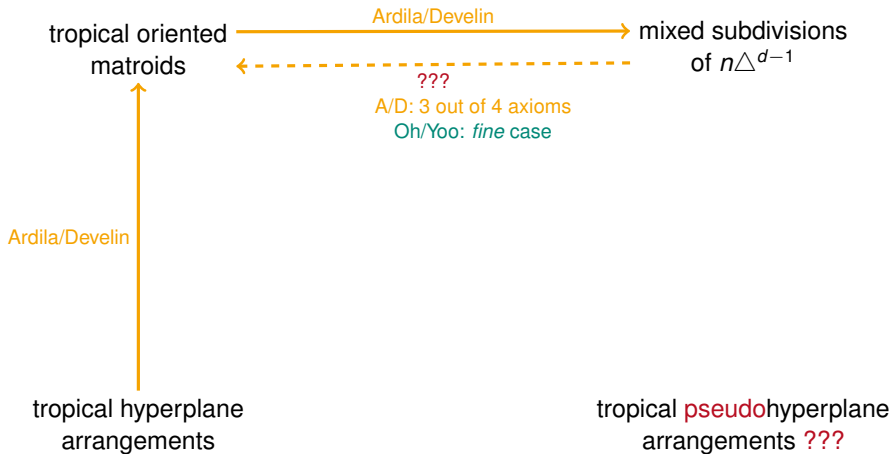 Ardila/Develin
tropical oriented
matroids
mixed subdivisions
of n△^{d−1}
???
A/D: 3 out of 4 axioms
Oh/Yoo: fine case
Ardila/Develin
tropical hyperplane
arrangements
tropical pseudohyperplane
arrangements ???